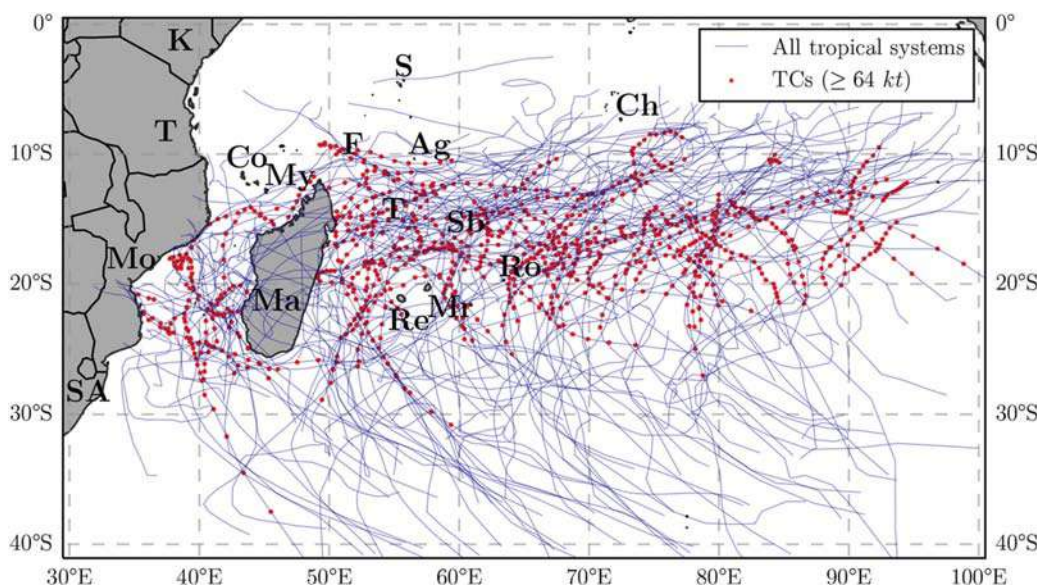 0°
0°
K
All tropical systems
S
TCs (≥ 64 kt)
Ch
T
F
Ag
10°S
10°S
Co
My
T
Sb
Mo
Ro
20°S
20°S
Ma
Mr
Re
SA
30°S
30°S
40°S
40°S
30°E
40°E
50°E
60°E
70°E
80°E
90°E
100°E